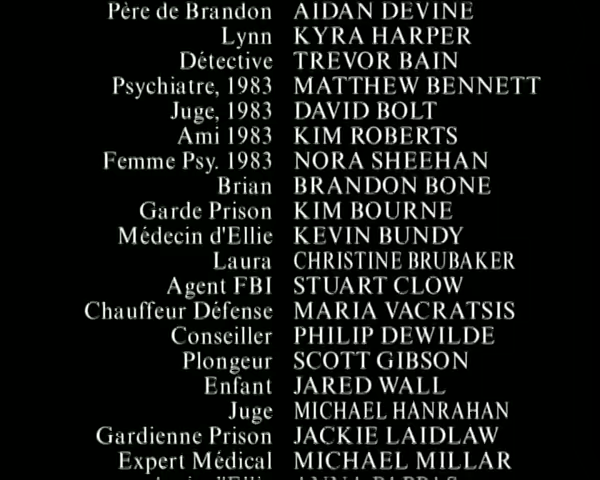 Père de Brandon AIDAN DEVINE
Lynn KYRA HARPER
Détective TREVOR BAIN
Psychiatre, 1983 MATTHEW BENNETT
Juge, 1983 DAVID BOLT
Ami 1983 KIM ROBERTS
Femme Psy. 1983 NORA SHEEHAN
Brian BRANDON BONE
Garde Prison KIM BOURNE
Médecin d'Ellie KEVIN BUNDY
Laura CHRISTINE BRUBAKER
Agent FBI STUART CLOW
Chauffeur Défense MARIA VACRATSIS
Conseiller PHILIP DEWILDE
Plongeur SCOTT GIBSON
Enfant JARED WALL
Juge MICHAEL HANRAHAN
Gardienne Prison JACKIE LAIDLAW
Expert Médical MICHAEL MILLAR